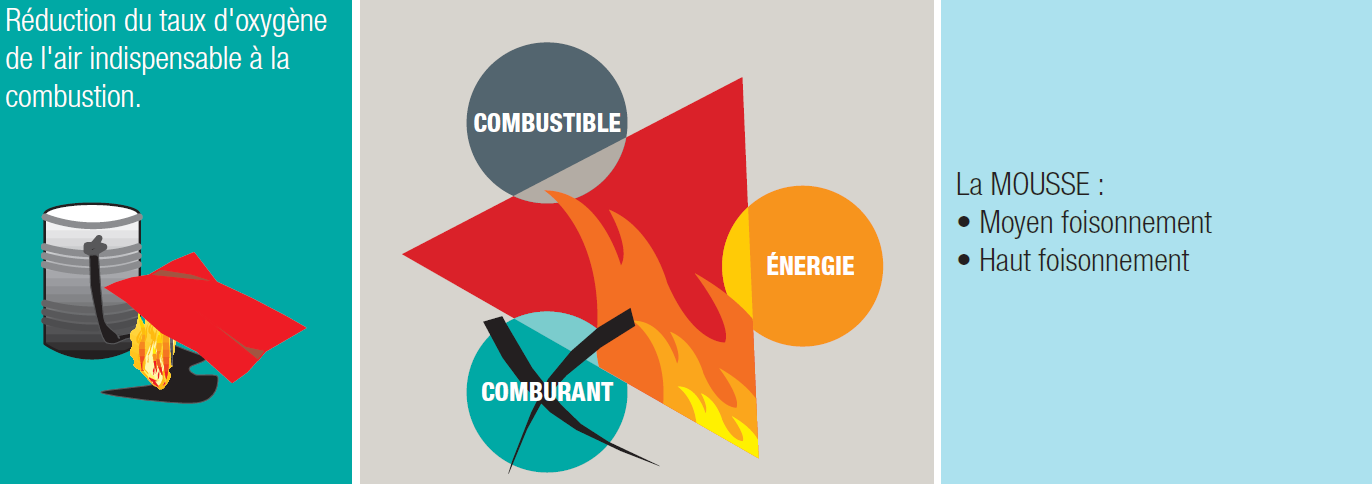 Réduction du taux d'oxygène
de l'air indispensable à la
combustion.
COMBUSTIBLE
ÉNERGIE
COMBURANT
La MOUSSE :
• Moyen foisonnement
• Haut foisonnement